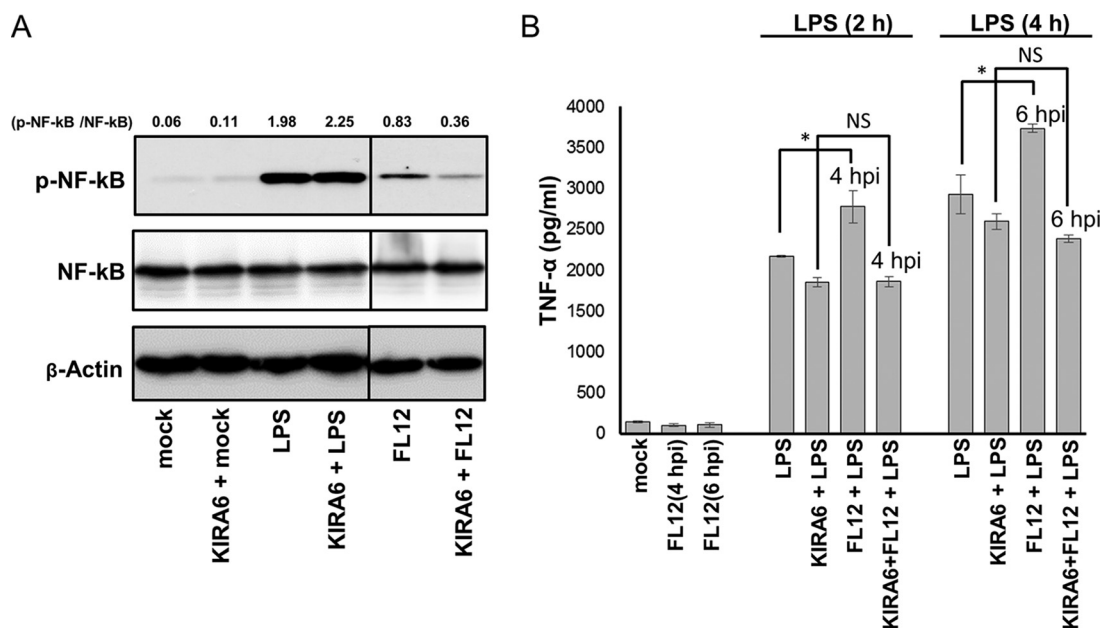 A
(p-NF-kB /NF-kB) 0.06 0.11 1.98 2.25 0.83 0.36
p-NF-kB
NF-kB
β-Actin
mock
KIRA6 + mock
LPS
KIRA6 + LPS
FL12
KIRA6 + FL12
B
LPS (2 h)
LPS (4 h)
TNF-α (pg/ml)
4000
3500
3000
2500
2000
1500
1000
500
0
*
NS
4 hpi
4 hpi
*
NS
6 hpi
6 hpi
mock
FL12(4 hpi)
FL12(6 hpi)
LPS
KIRA6 + LPS
FL12 + LPS
KIRA6+FL12 + LPS
LPS
KIRA6 + LPS
FL12 + LPS
KIRA6+FL12 + LPS